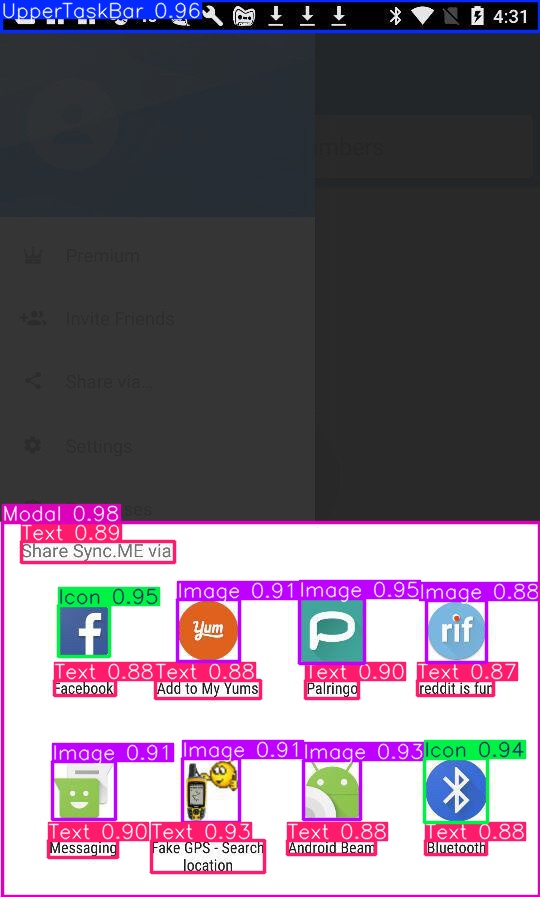 UpperTaskBar 0.96
4:31
mbers
Premium
Invite Friends
Share via...
Settings
Modal 0.98
Text 0.89
Share Sync.ME via
Icon 0.95
Image 0.91
Image 0.95
Image 0.88
f
Yum
P
rif
Text 0.88
Text 0.88
Text 0.90
Text 0.87
Facebook
Add to My Yums
Palringo
reddit is fun
Image 0.91
Image 0.91
Image 0.93
Icon 0.94
Text 0.90
Text 0.93
Text 0.88
Text 0.88
Messaging
Fake GPS - Search
location
Android Beam
Bluetooth